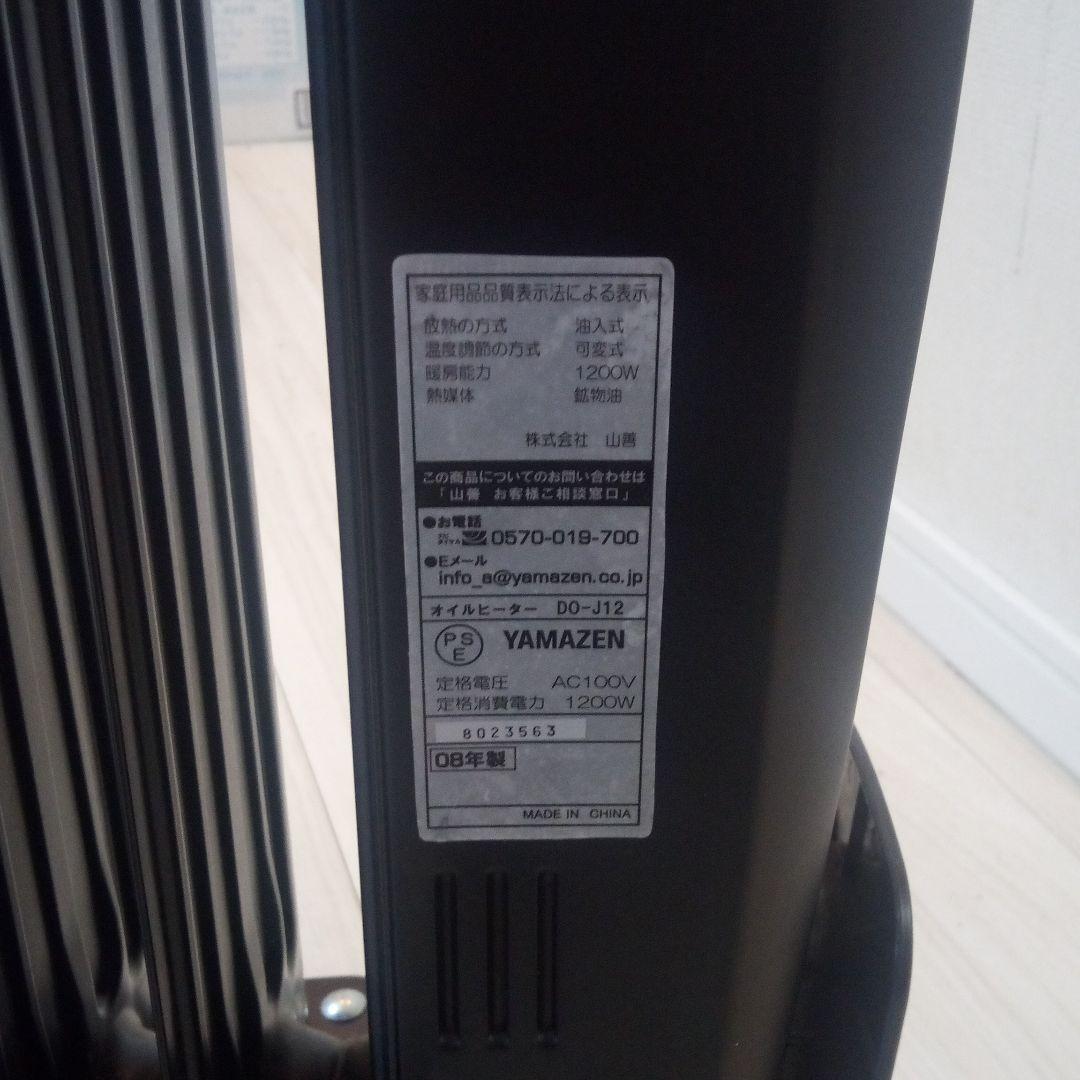 家庭用品品質表示法による表示
放熱の方式 油入式
温度調節の方式 可変式
暖房能力 1200W
熱媒体 鉱物油
株式会社 山善
この商品についてのお問い合わせは
「山善 お客様ご相談窓口」
●お電話
ナビダイヤル 0570-019-700
●Eメール
info_a@yamazen.co.jp
オイルヒーター DO-J12
PSE YAMAZEN
定格電圧 AC100V
定格消費電力 1200W
8023563
08年製
MADE IN CHINA